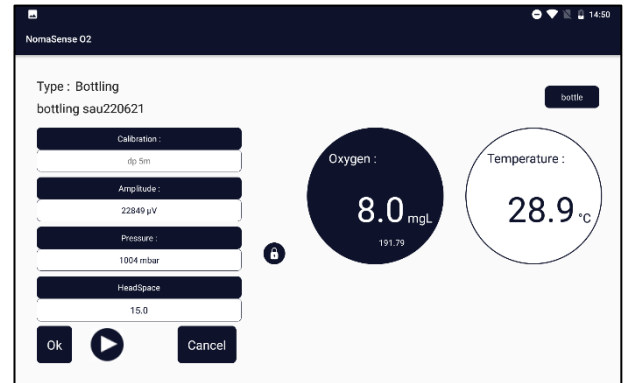 14:50
NomaSense O2
Type : Bottling
bottling sau220621
bottle
Calibration :
dp 5m
Amplitude :
22849 µV
Pressure :
1004 mbar
HeadSpace
15.0
Ok
Cancel
Oxygen :
8.0 mgL
191.79
Temperature :
28.9 °C